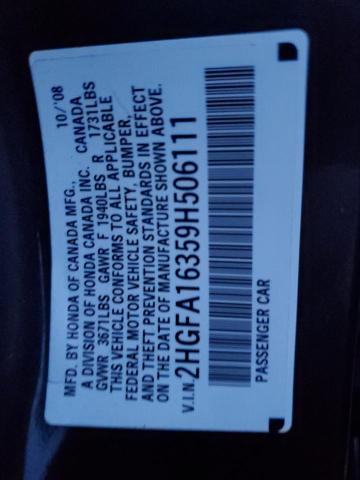 MFD. BY HONDA OF CANADA MFG., 10/'08
A DIVISION OF HONDA CANADA INC. CANADA
GVWR 3671LBS GAWR F 1940LBS R 1731LBS
THIS VEHICLE CONFORMS TO ALL APPLICABLE
FEDERAL MOTOR VEHICLE SAFETY, BUMPER,
AND THEFT PREVENTION STANDARDS IN EFFECT
ON THE DATE OF MANUFACTURE SHOWN ABOVE.
V.I.N. 2HGFA16359H506111
PASSENGER CAR